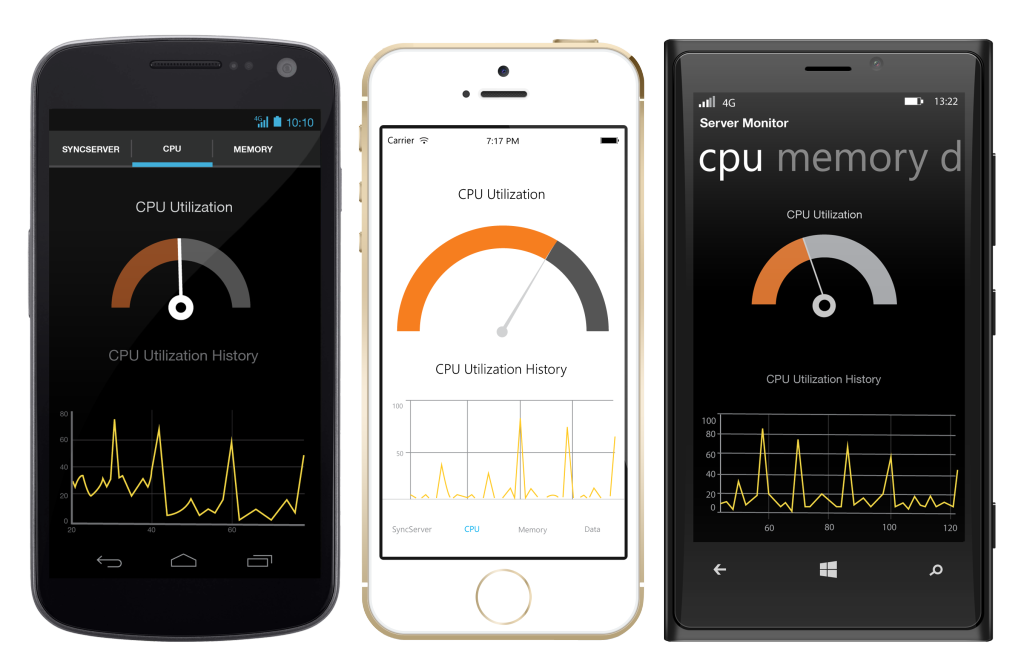 4G 10:10
SYNCSERVER CPU MEMORY
CPU Utilization
CPU Utilization History
80
60
40
20
0
20 40 60
Carrier 7:17 PM
CPU Utilization
CPU Utilization History
100
50
SyncServer CPU Memory Data
4G 13:22
Server Monitor
cpu memory d
CPU Utilization
CPU Utilization History
100
80
60
40
20
0
60 80 100 120